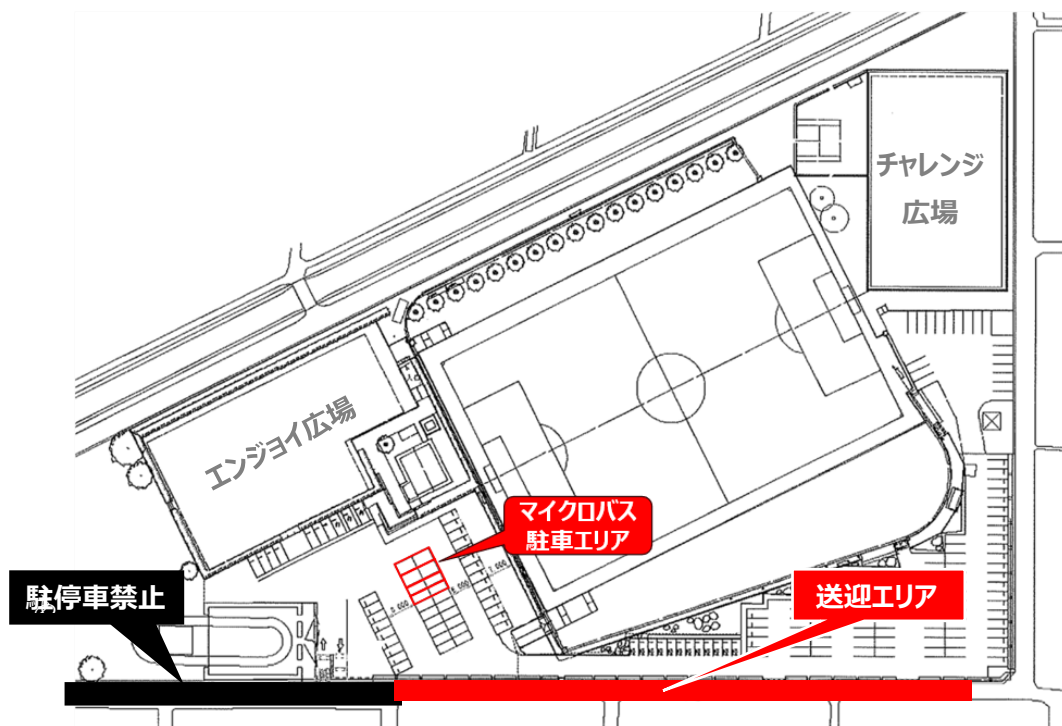 チャレンジ
広場
エンジョイ広場
マイクロバス
駐車エリア
駐停車禁止
送迎エリア